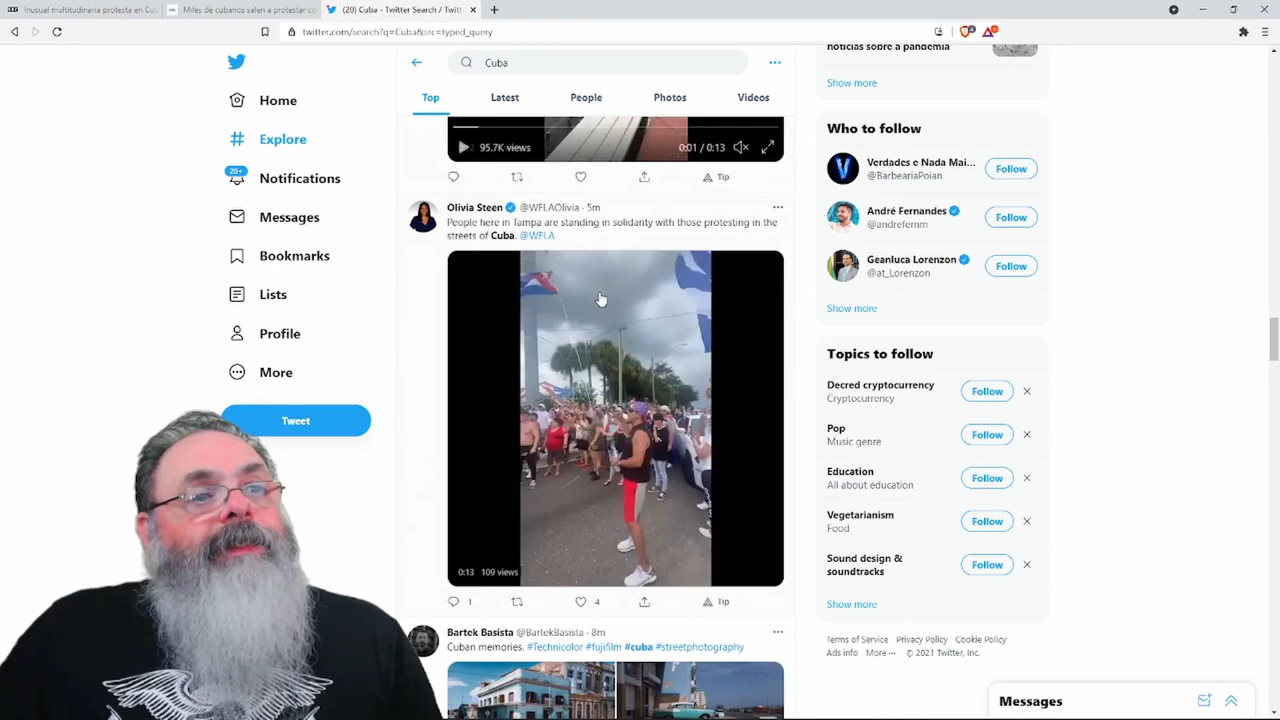 Inusual multitudinaria protesta en Cub
Miles de cubanos salen a protestar co
(20) Cuba - Twitter Search / Twitt
twitter.com/search?q=Cuba&src=typed_query
Home
Explore
20+
Notifications
Messages
Bookmarks
Lists
Profile
More
Tweet
Cuba
Top
Latest
People
Photos
Videos
95.7K views
0:01 / 0:13
Tip
Olivia Steen @WFLAOlivia · 5m
People here in Tampa are standing in solidarity with those protesting in the
streets of Cuba. @WFLA
0:13 109 views
1
4
Tip
Bartek Basista @BartekBasista · 8m
Cuban memories. #Technicolor #fujifilm #cuba #streetphotography
noticias sobre a pandemia
Show more
Who to follow
Verdades e Nada Mai...
@BarbeariaPoian
Follow
André Fernandes
@andrefernm
Follow
Geanluca Lorenzon
@at_Lorenzon
Follow
Show more
Topics to follow
Decred cryptocurrency
Cryptocurrency
Follow
Pop
Music genre
Follow
Education
All about education
Follow
Vegetarianism
Food
Follow
Sound design &
soundtracks
Follow
Show more
Terms of Service Privacy Policy Cookie Policy
Ads info More ··· © 2021 Twitter, Inc.
Messages